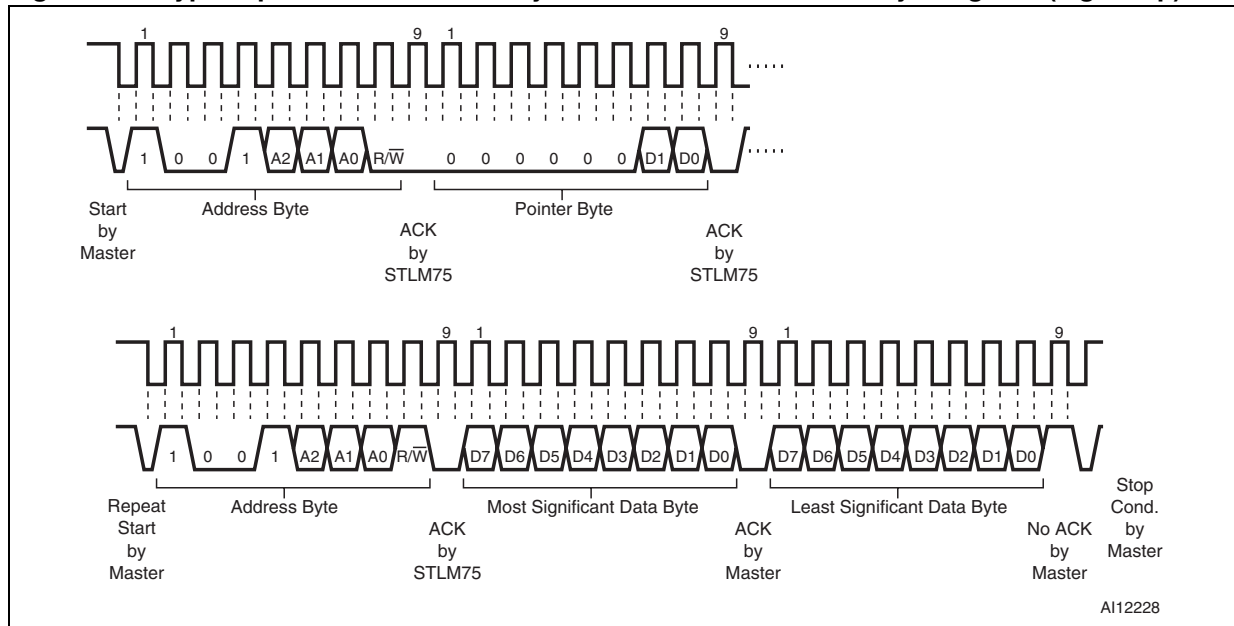 1 9 1 9
1 0 0 1 A2 A1 A0 R/W 0 0 0 0 0 0 D1 D0
Start
by
Master
Address Byte
ACK
by
STLM75
Pointer Byte
ACK
by
STLM75
1 9 1 9 1 9
1 0 0 1 A2 A1 A0 R/W D7 D6 D5 D4 D3 D2 D1 D0 D7 D6 D5 D4 D3 D2 D1 D0
Repeat
Start
by
Master
Address Byte
ACK
by
STLM75
Most Significant Data Byte
ACK
by
Master
Least Significant Data Byte
No ACK
by
Master
Stop
Cond.
by
Master
AI12228